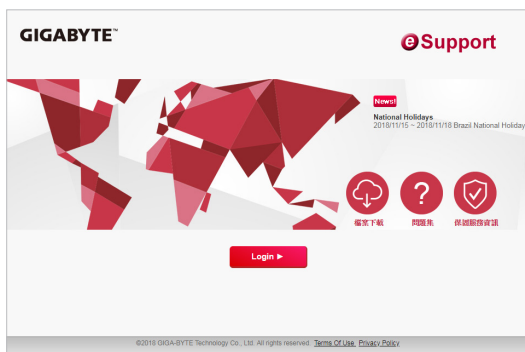 GIGABYTE™
eSupport
News!
National Holidays
2018/11/15 ~ 2018/11/18 Brazil National Holiday
檔案下載 問題集 保固服務資訊
Login ►
©2018 GIGA-BYTE Technology Co., Ltd. All rights reserved. Terms Of Use Privacy Policy